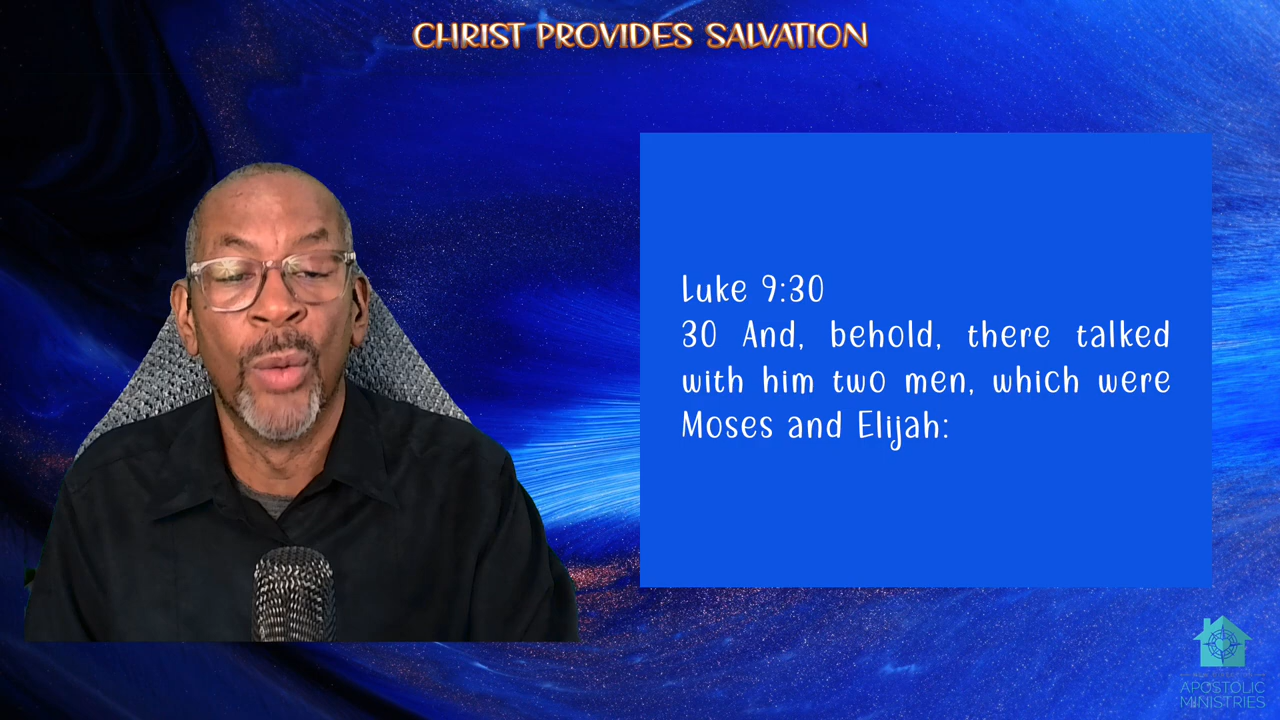 CHRIST PROVIDES SALVATION
Luke 9:30
30 And, behold, there talked
with him two men, which were
Moses and Elijah:
APOSTOLIC
MINISTRIES